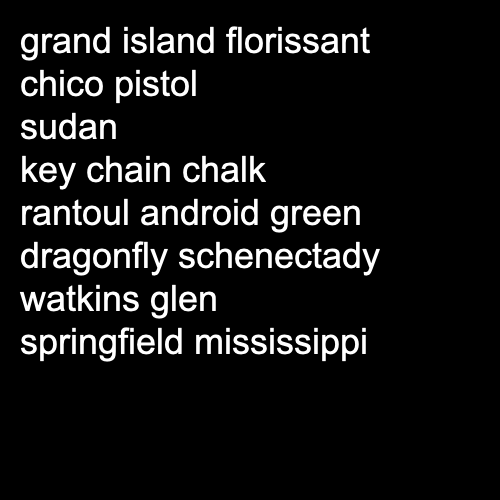 grand island florissant
chico pistol
sudan
key chain chalk
rantoul android green
dragonfly schenectady
watkins glen
springfield mississippi